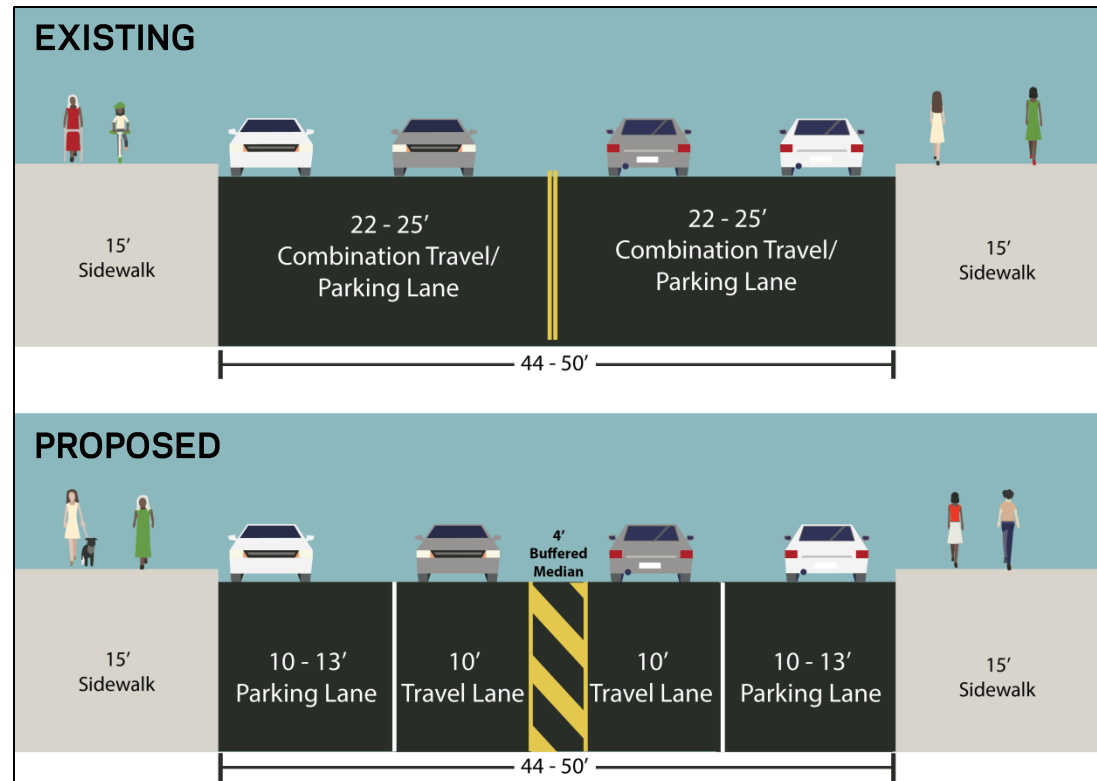 EXISTING
15’
Sidewalk
22 - 25’
Combination Travel/
Parking Lane
22 - 25’
Combination Travel/
Parking Lane
15’
Sidewalk
44 - 50’
PROPOSED
4’
Buffered
Median
15’
Sidewalk
10 - 13’
Parking Lane
10’
Travel Lane
10’
Travel Lane
10 - 13’
Parking Lane
15’
Sidewalk
44 - 50’